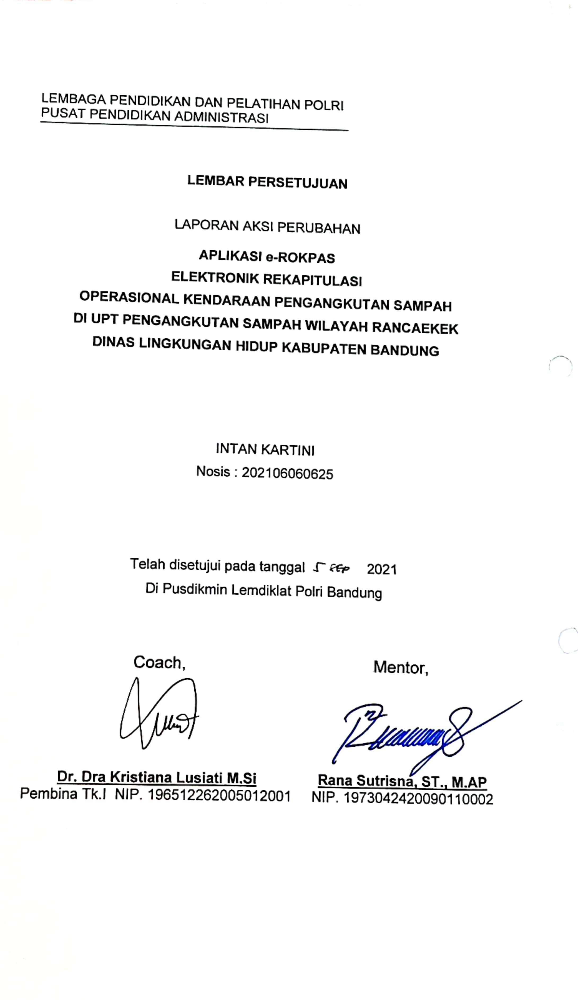 LEMBAGA PENDIDIKAN DAN PELATIHAN POLRI
PUSAT PENDIDIKAN ADMINISTRASI
LEMBAR PERSETUJUAN
LAPORAN AKSI PERUBAHAN
APLIKASI e-ROKPAS
ELEKTRONIK REKAPITULASI
OPERASIONAL KENDARAAN PENGANGKUTAN SAMPAH
DI UPT PENGANGKUTAN SAMPAH WILAYAH RANCAEKEK
DINAS LINGKUNGAN HIDUP KABUPATEN BANDUNG
INTAN KARTINI
Nosis : 202106060625
Telah disetujui pada tanggal 5 SEP 2021
Di Pusdikmin Lemdiklat Polri Bandung
Coach,
Mentor,
Dr. Dra Kristiana Lusiati M.Si
Pembina Tk.I NIP. 196512262005012001
Rana Sutrisna, ST., M.AP
NIP. 1973042420090110002